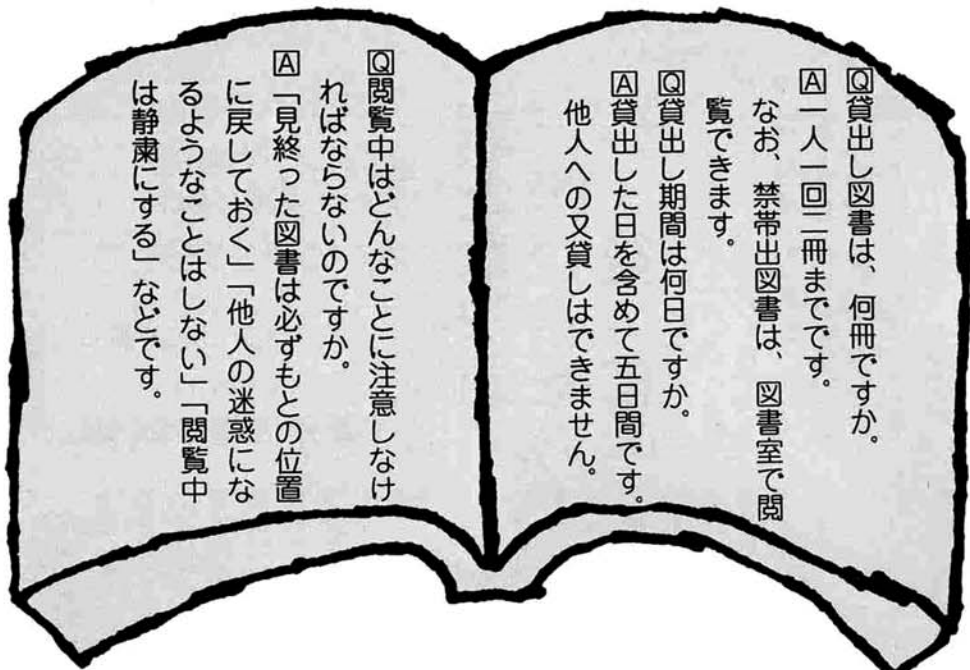 🅀貸出し図書は、何冊ですか。
🄰一人一回二冊までです。
なお、禁帯出図書は、図書室で閲
覧できます。
🅀貸出し期間は何日ですか。
🄰貸出した日を含めて五日間です。
他人への又貸しはできません。
🅀閲覧中はどんなことに注意しなけ
ればならないのですか。
🄰「見終った図書は必ずもとの位置
に戻しておく」「他人の迷惑にな
るようなことはしない」「閲覧中
は静粛にする」などです。